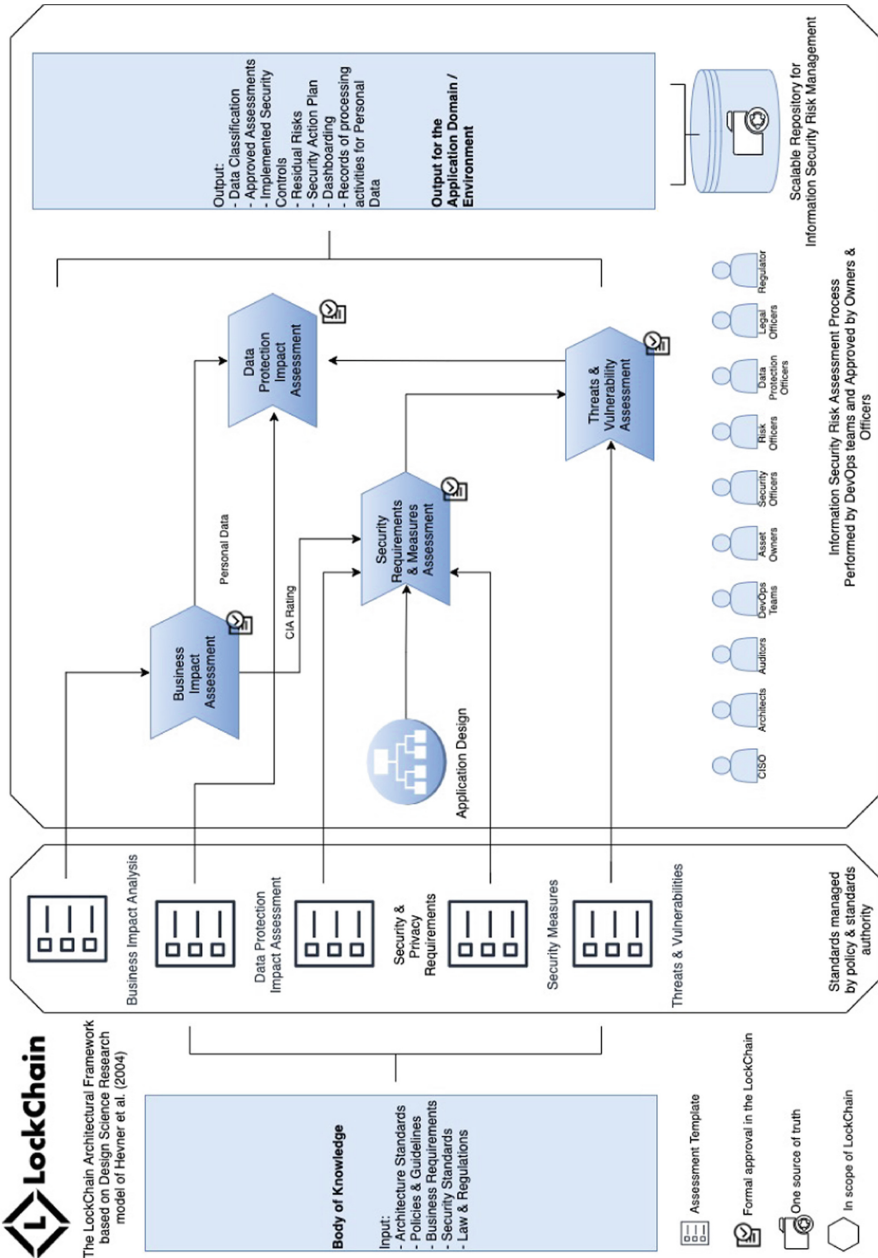 LockChain
The LockChain Architectural Framework
based on Design Science Research
model of Hevner et al. (2004)
Body of Knowledge
Input:
- Architecture Standards
- Policies & Guidelines
- Business Requirements
- Security Standards
- Law & Regulations
Assessment Template
Formal approval in the LockChain
One source of truth
In scope of LockChain
Business Impact Analysis
Data Protection
Impact Assessment
Security &
Privacy
Requirements
Security Measures
Threats & Vulnerabilities
Standards managed
by policy & standards
authority
Business
Impact
Assessment
Personal Data
CIA Rating
Data
Protection
Impact
Assessment
Application Design
Security
Requirements
& Measures
Assessment
Threats &
Vulnerability
Assessment
CISO
Architects
Auditors
DevOps
Teams
Asset
Owners
Security
Officers
Risk
Officers
Data
Protection
Officers
Legal
Officers
Regulator
Information Security Risk Assessment Process
Performed by DevOps teams and Approved by Owners &
Officers
Output:
- Data Classification
- Approved Assessments
- Implemented Security
Controls
- Residual Risks
- Security Action Plan
- Dashboarding
- Records of processing
activities for Personal
Data
Output for the
Application Domain /
Environment
Scalable Repository for
Information Security Risk Management